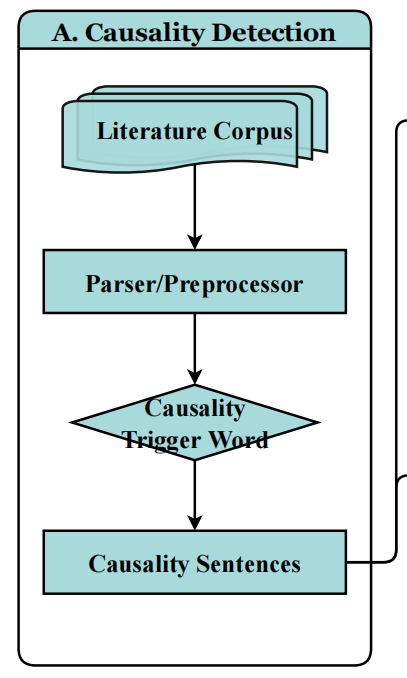 A. Causality Detection
Literature Corpus
Parser/Preprocessor
Causality
Trigger Word
Causality Sentences